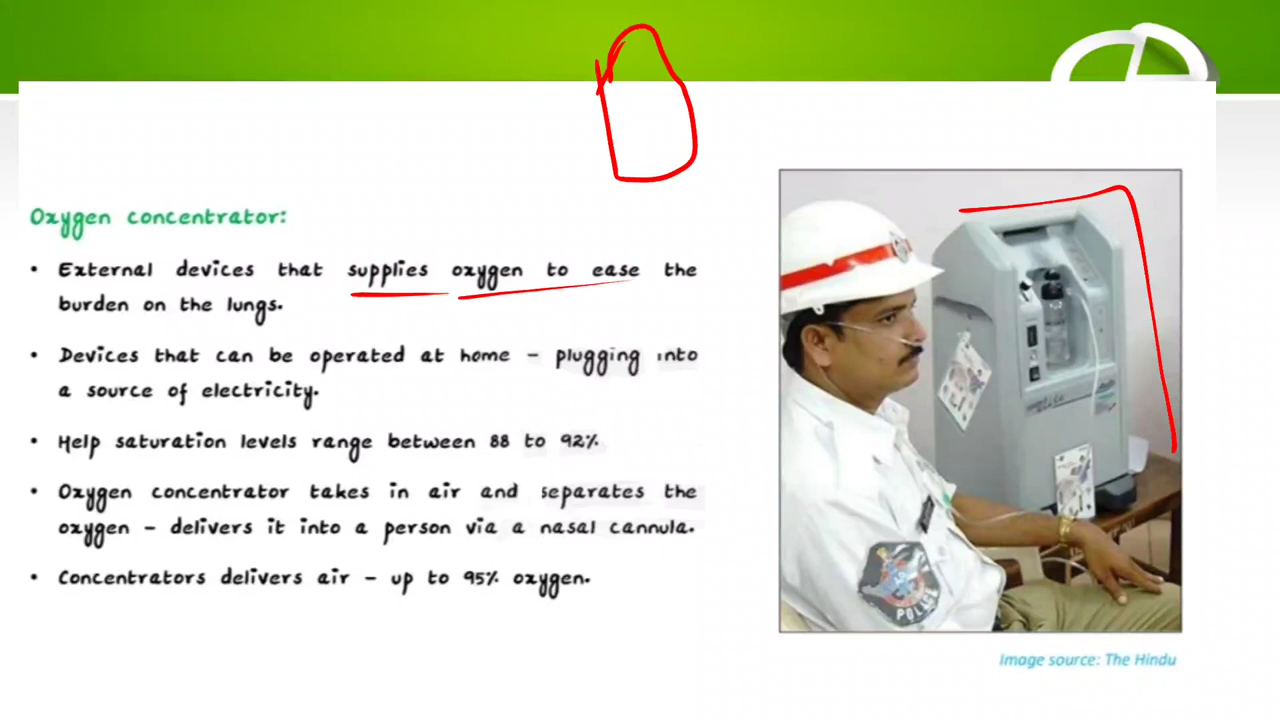 Oxygen concentrator:
• External devices that supplies oxygen to ease the
burden on the lungs.
• Devices that can be operated at home – plugging into
a source of electricity.
• Help saturation levels range between 88 to 92%
• Oxygen concentrator takes in air and separates the
oxygen – delivers it into a person via a nasal cannula.
• Concentrators delivers air – up to 95% oxygen.
POLICE
Image source: The Hindu